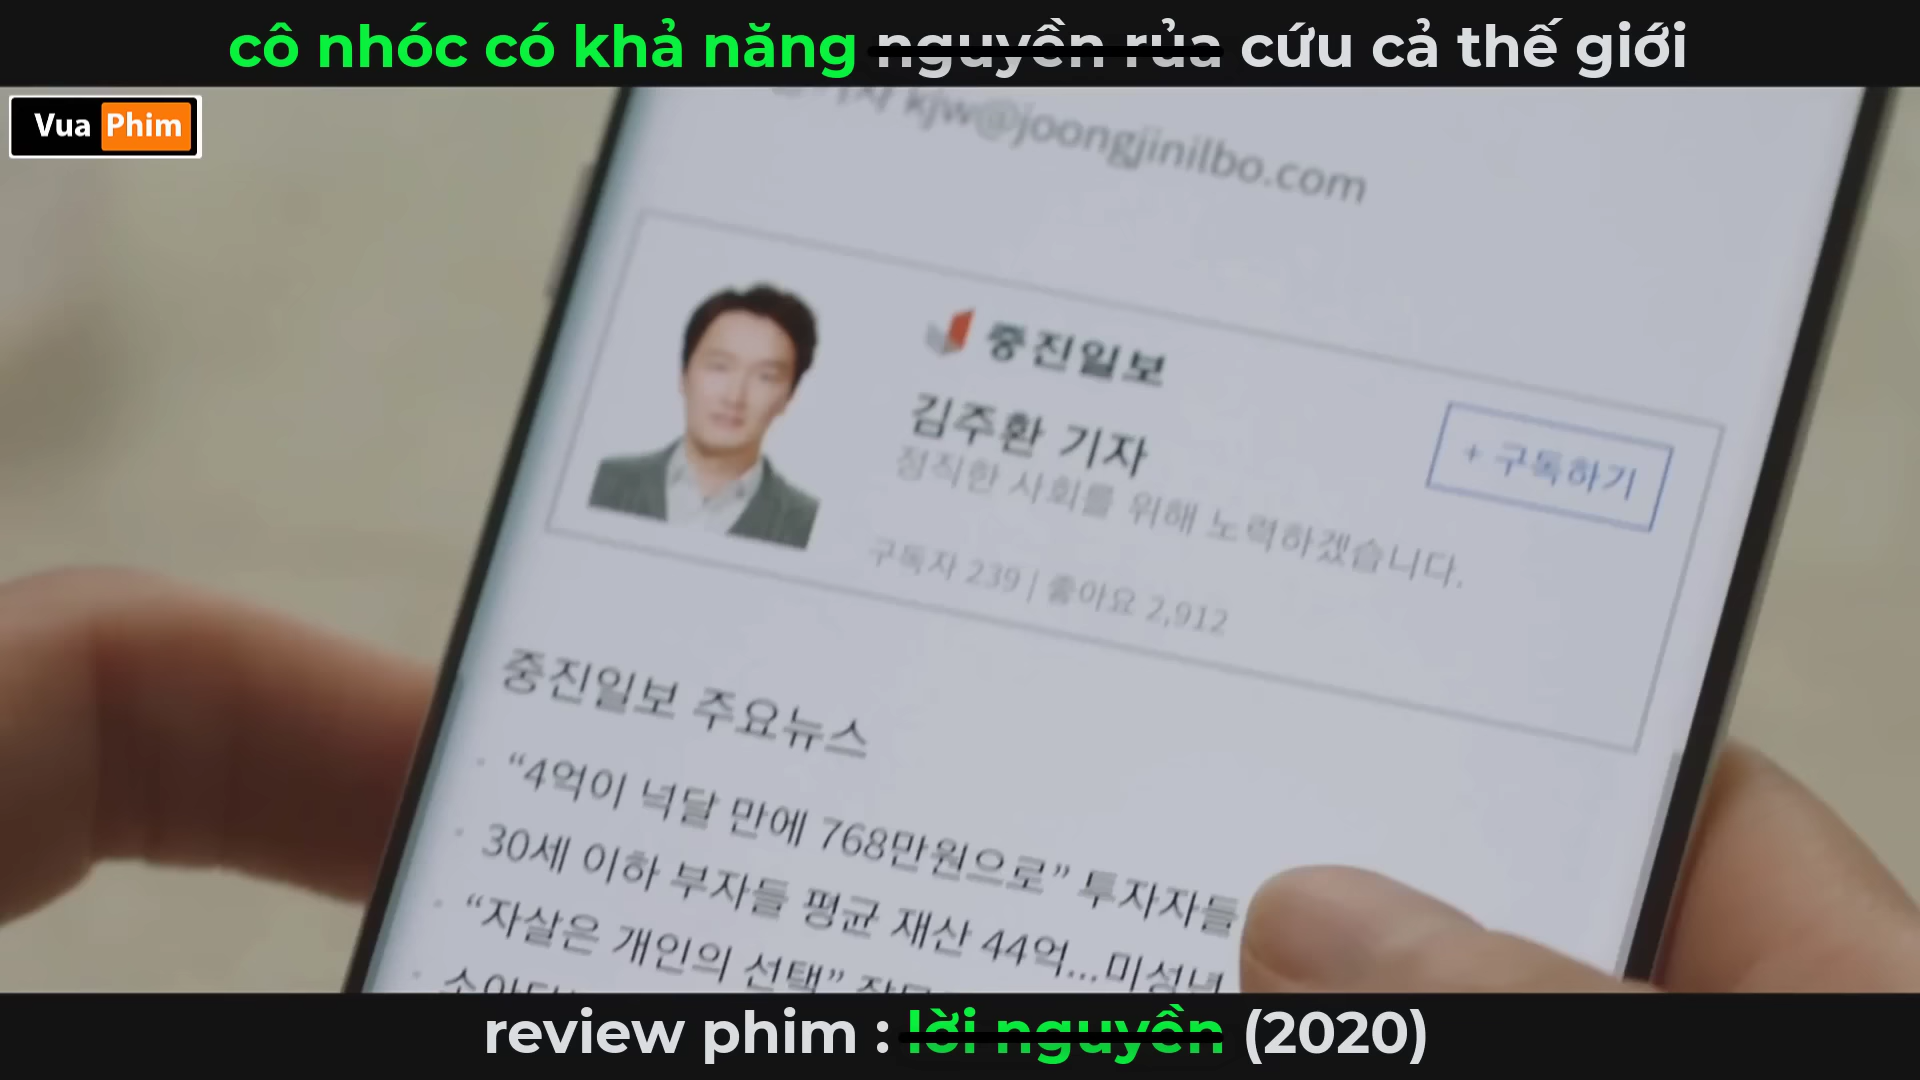 cô nhóc có khả năng nguyền rủa cứu cả thế giới
Vua Phim
kjw@joongjinilbo.com
중진일보
김주환 기자
정직한 사회를 위해 노력하겠습니다.
+ 구독하기
구독자 239 | 좋아요 2,912
중진일보 주요뉴스
“4억이 넉달 만에 768만원으로” 투자자들
30세 이하 부자들 평균 재산 44억...미성년
“자살은 개인의 선택”
review phim : lời nguyền (2020)